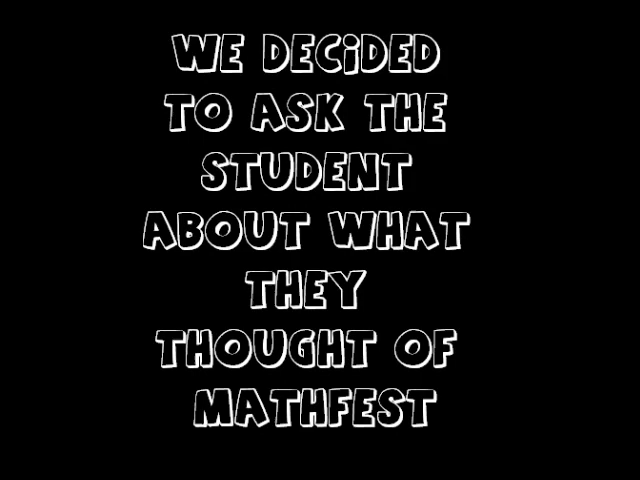 WE DECiDED
TO ASK THE
STUDENT
ABOUT WHAT
THEY
THOUGHT OF
MATHFEST